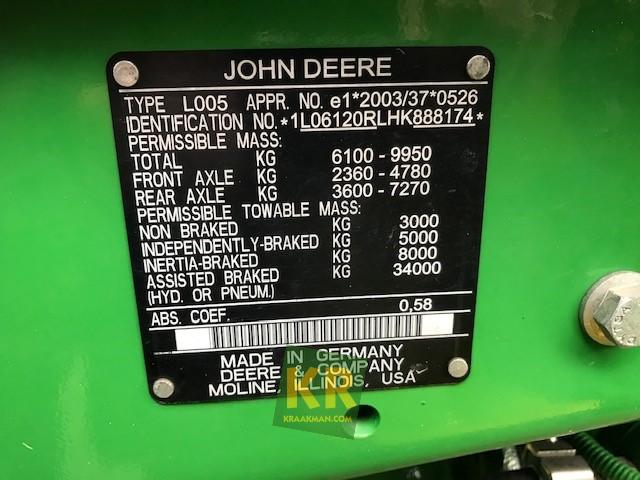 JOHN DEERE
TYPE L005 APPR. NO. e1*2003/37*0526
IDENTIFICATION NO.*1L06120RLHK888174*
PERMISSIBLE MASS:
TOTAL KG 6100 - 9950
FRONT AXLE KG 2360 - 4780
REAR AXLE KG 3600 - 7270
PERMISSIBLE TOWABLE MASS:
NON BRAKED KG 3000
INDEPENDENTLY-BRAKED KG 5000
INERTIA-BRAKED KG 8000
ASSISTED BRAKED KG 34000
(HYD. OR PNEUM.)
ABS. COEF. 0,58
MADE IN GERMANY
DEERE & COMPANY
MOLINE, ILLINOIS, USA
KR
KRAAKMAN.COM